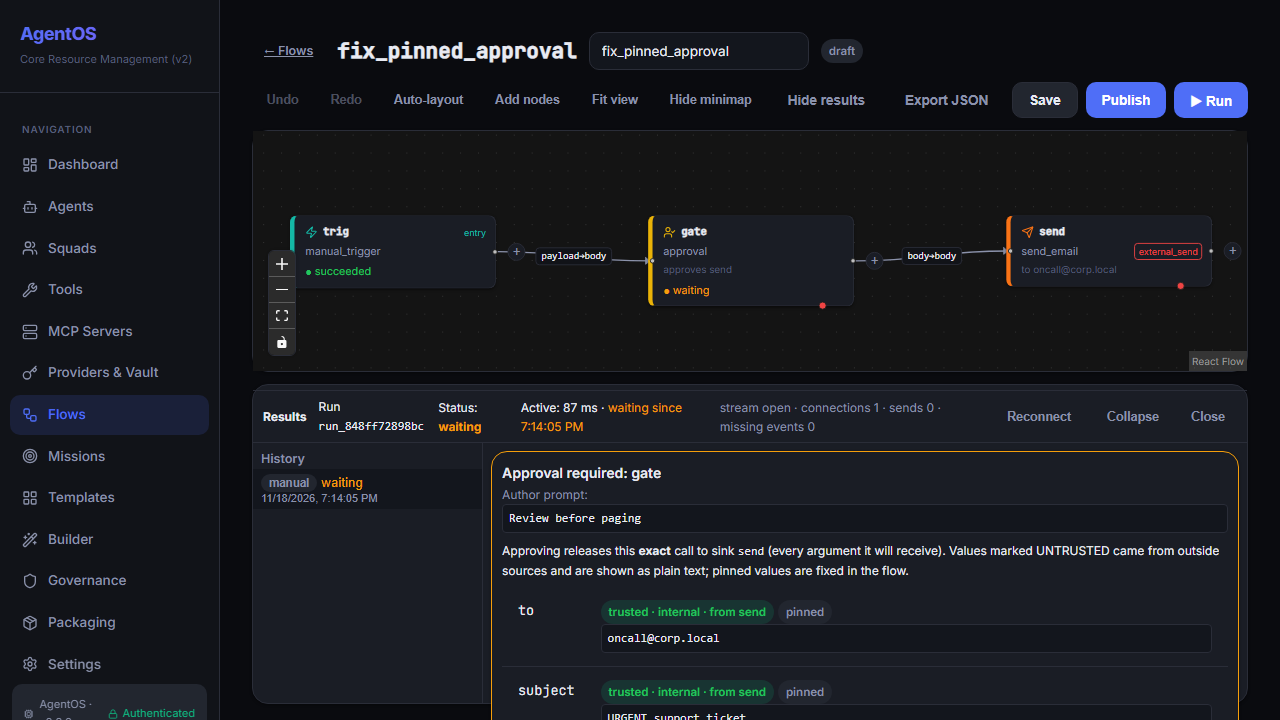 AgentOS
Core Resource Management (v2)
NAVIGATION
Dashboard
Agents
Squads
Tools
MCP Servers
Providers & Vault
Flows
Missions
Templates
Builder
Governance
Packaging
Settings
AgentOS ·
Authenticated
← Flows
fix_pinned_approval
fix_pinned_approval
draft
Undo
Redo
Auto-layout
Add nodes
Fit view
Hide minimap
Hide results
Export JSON
Save
Publish
▶ Run
trig
entry
manual_trigger
● succeeded
+
payload→body
gate
approval
approves send
● waiting
+
body→body
send
send_email
external_send
to oncall@corp.local
+
React Flow
Results
Run
run_848ff72898bc
Status:
waiting
Active: 87 ms · waiting since
7:14:05 PM
stream open · connections 1 · sends 0 ·
missing events 0
Reconnect
Collapse
Close
History
manual waiting
11/18/2026, 7:14:05 PM
Approval required: gate
Author prompt:
Review before paging
Approving releases this exact call to sink send (every argument it will receive). Values marked UNTRUSTED came from outside
sources and are shown as plain text; pinned values are fixed in the flow.
to
trusted · internal · from send
pinned
oncall@corp.local
subject
trusted · internal · from send
pinned
URGENT support ticket